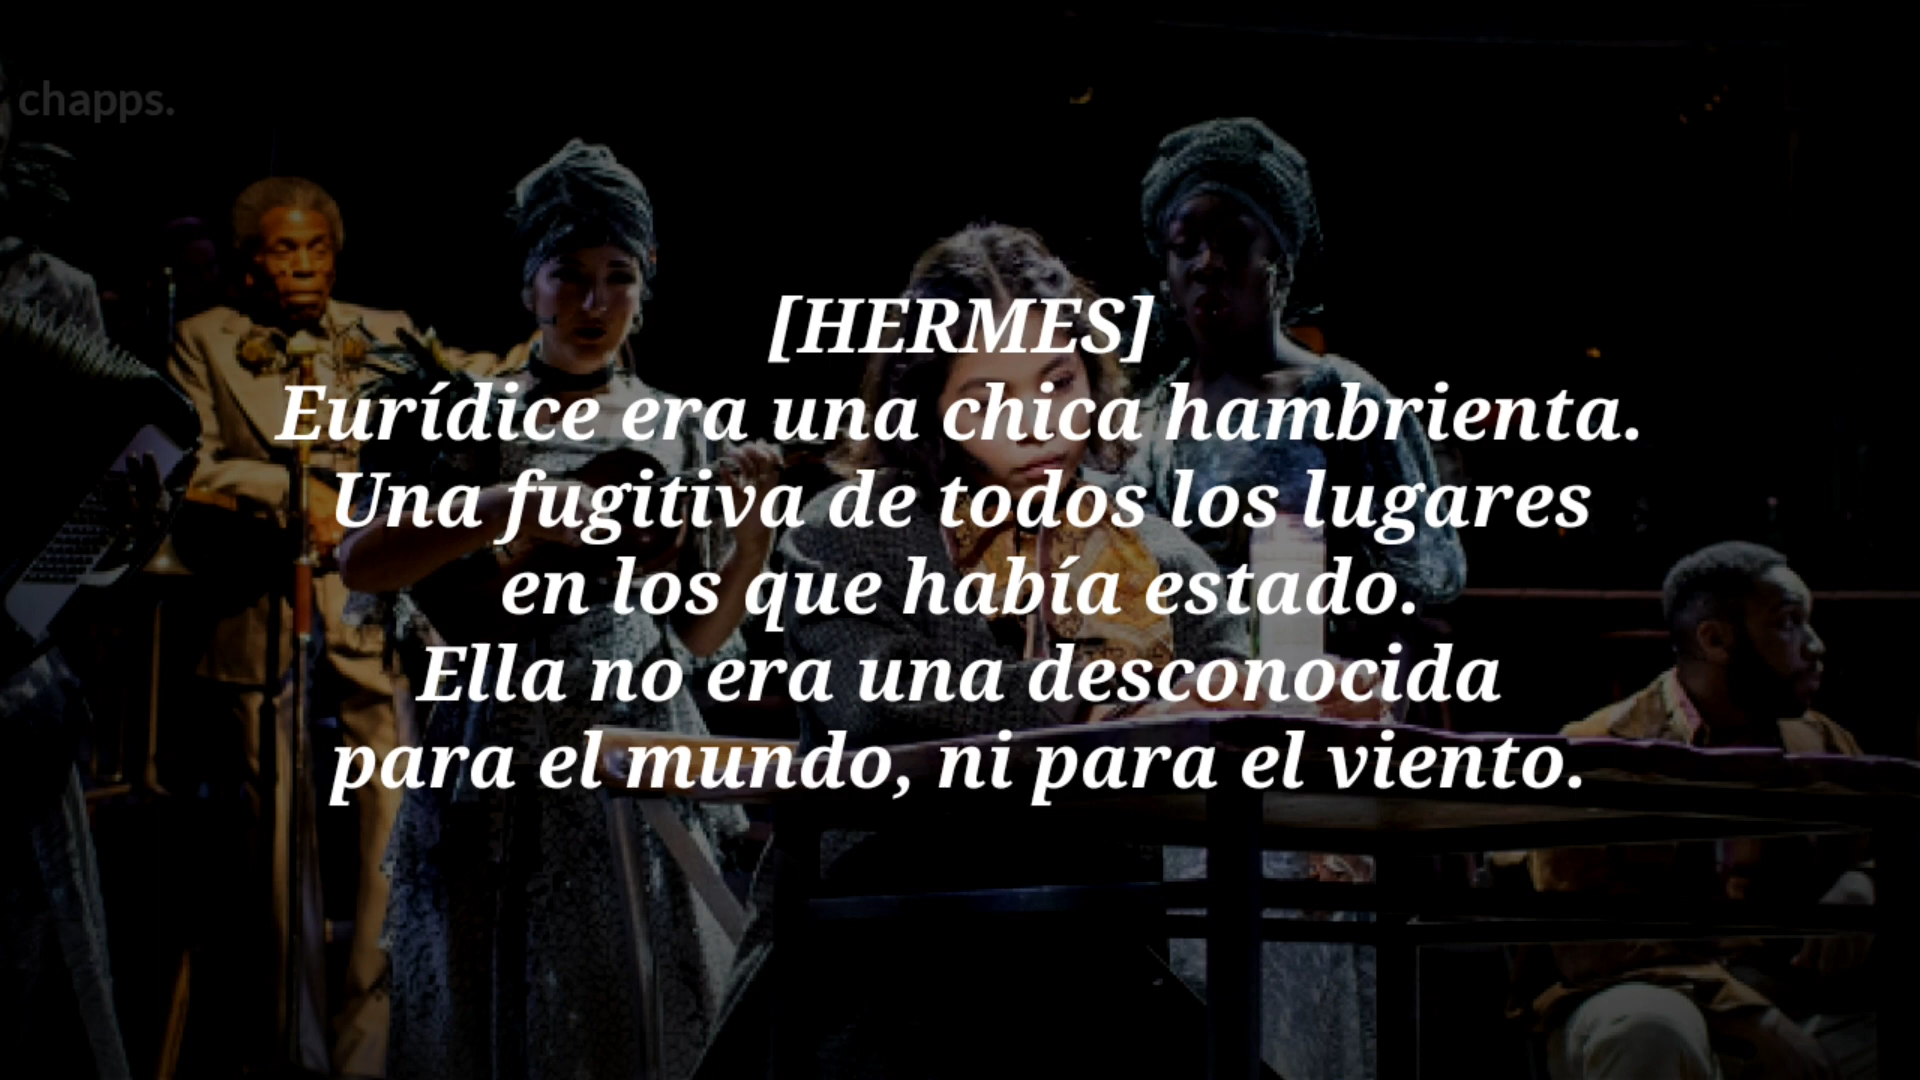 chapps.
[HERMES]
Eurídice era una chica hambrienta.
Una fugitiva de todos los lugares
en los que había estado.
Ella no era una desconocida
para el mundo, ni para el viento.